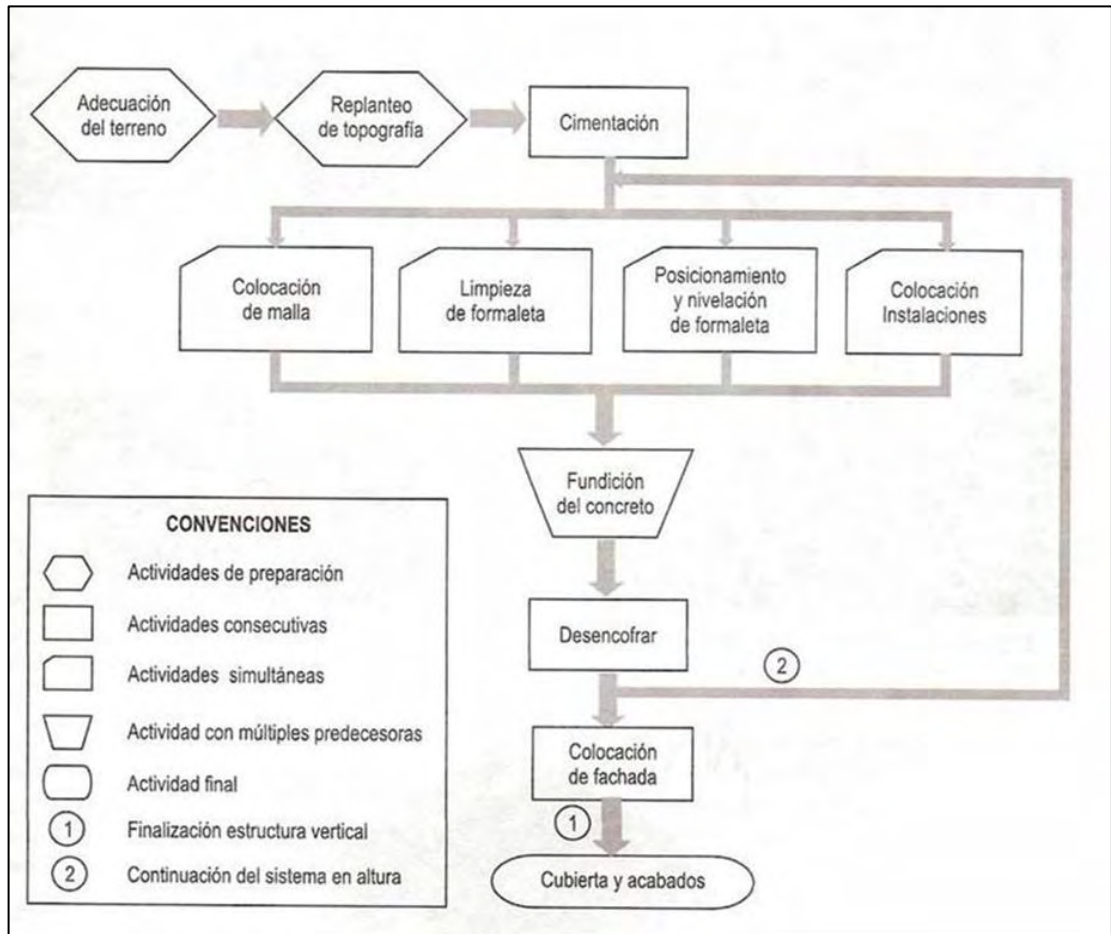 Adecuación
del terreno
Replanteo
de topografía
Cimentación
Colocación
de malla
Limpieza
de formaleta
Posicionamiento
y nivelación
de formaleta
Colocación
Instalaciones
Fundición
del concreto
Desencofrar
2
Colocación
de fachada
1
Cubierta y acabados
CONVENCIONES
Actividades de preparación
Actividades consecutivas
Actividades simultáneas
Actividad con múltiples predecesoras
Actividad final
1 Finalización estructura vertical
2 Continuación del sistema en altura